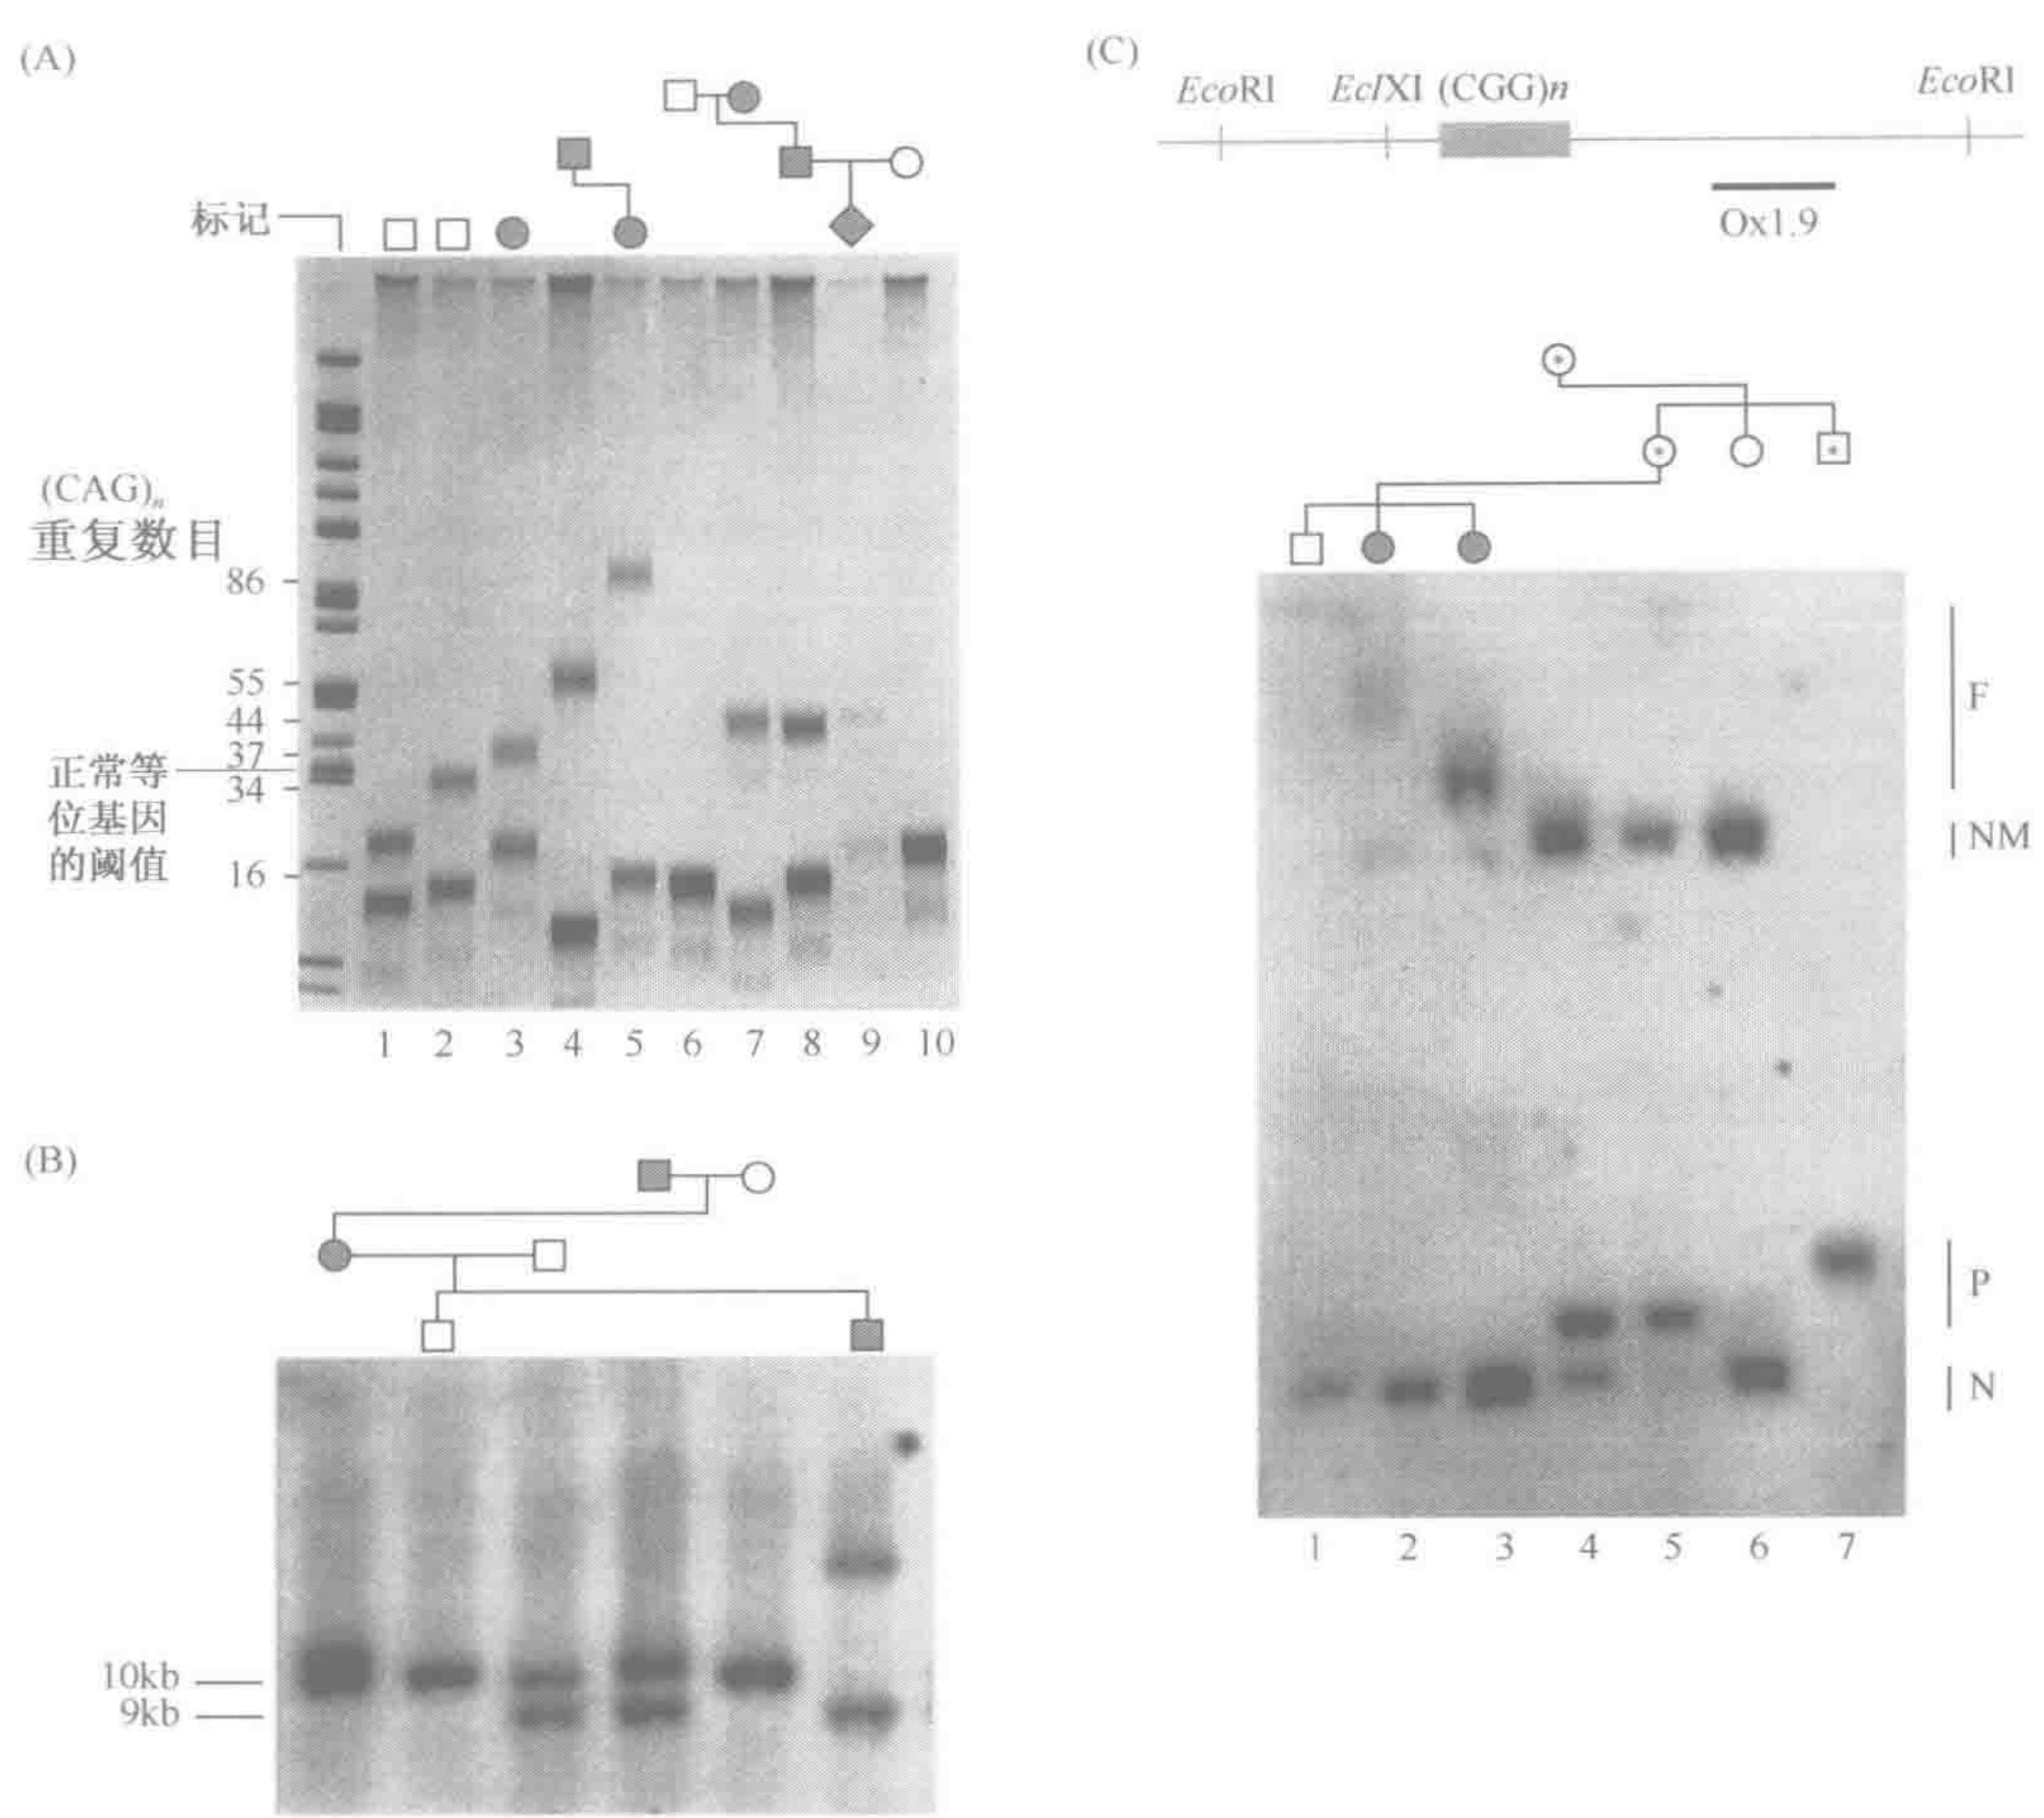 (A)
标记
(CAG)n
重复数目
86
55
44
37
正常等
位基因
的阈值
34
16
1 2 3 4 5 6 7 8 9 10
(B)
10kb
9kb
(C)
EcoRI EclXI (CGG)n EcoRI
Ox1.9
F
NM
P
N
1 2 3 4 5 6 7